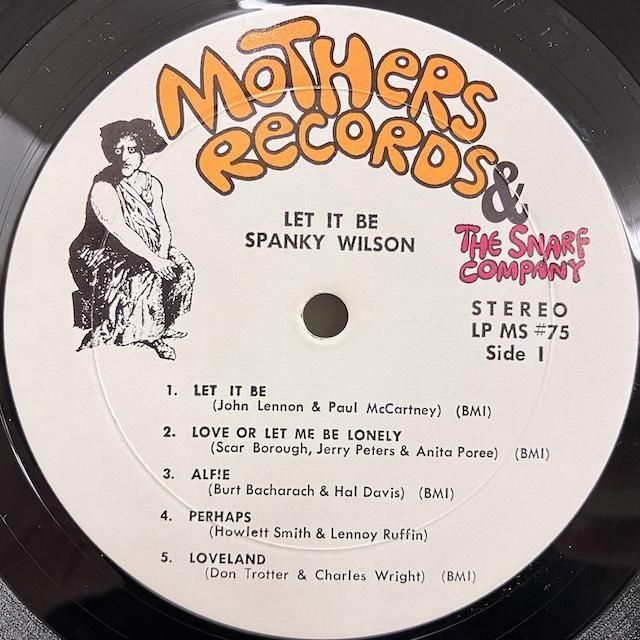 MOTHERS
RECORDS
&
THE SNARF
COMPANY
LET IT BE
SPANKY WILSON
STEREO
LP MS #75
Side 1
1. LET IT BE
(John Lennon & Paul McCartney) (BMI)
2. LOVE OR LET ME BE LONELY
(Scar Borough, Jerry Peters & Anita Poree) (BMI)
3. ALFIE
(Burt Bacharach & Hal Davis) (BMI)
4. PERHAPS
(Howlett Smith & Lennoy Ruffin)
5. LOVELAND
(Don Trotter & Charles Wright) (BMI)